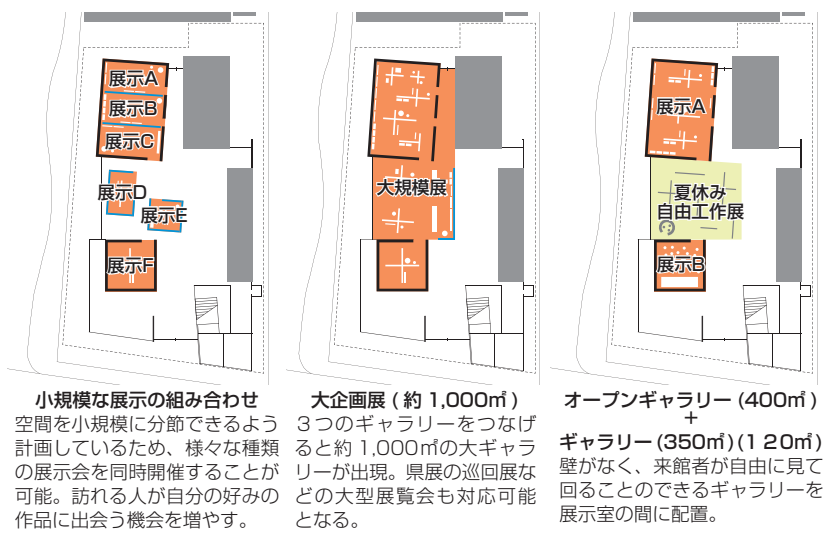 展示A
展示B
展示C
展示D
展示E
展示F
小規模な展示の組み合わせ
空間を小規模に分節できるよう
計画しているため、様々な種類
の展示会を同時開催することが
可能。訪れる人が自分の好みの
作品に出会う機会を増やす。
大規模展
大企画展 ( 約 1,000㎡ )
３つのギャラリーをつなげ
ると約 1,000㎡の大ギャラ
リーが出現。県展の巡回展な
どの大型展覧会も対応可能
となる。
展示A
夏休み
自由工作展
展示B
オープンギャラリー (400㎡ )
+
ギャラリー (350㎡) (１２0㎡)
壁がなく、来館者が自由に見て
回ることのできるギャラリーを
展示室の間に配置。